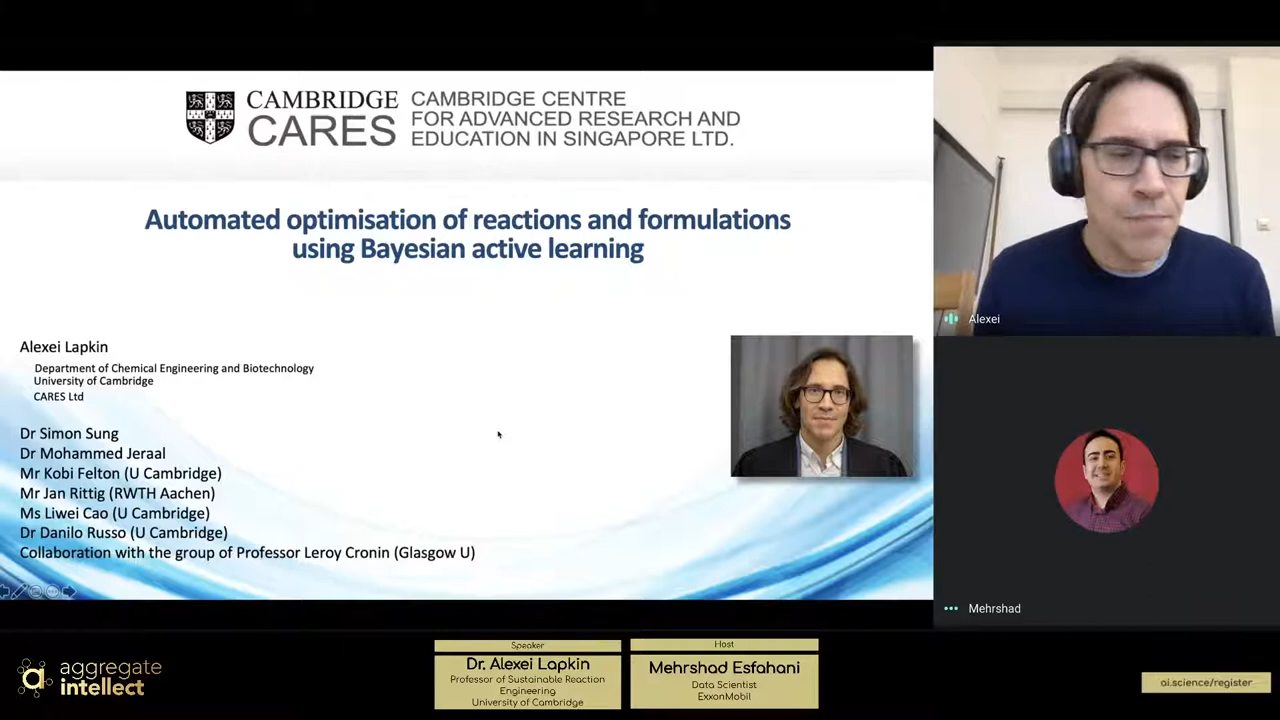 CAMBRIDGE
CARES
CAMBRIDGE CENTRE
FOR ADVANCED RESEARCH AND
EDUCATION IN SINGAPORE LTD.
Automated optimisation of reactions and formulations
using Bayesian active learning
Alexei Lapkin
Department of Chemical Engineering and Biotechnology
University of Cambridge
CARES Ltd
Dr Simon Sung
Dr Mohammed Jeraal
Mr Kobi Felton (U Cambridge)
Mr Jan Rittig (RWTH Aachen)
Ms Liwei Cao (U Cambridge)
Dr Danilo Russo (U Cambridge)
Collaboration with the group of Professor Leroy Cronin (Glasgow U)
Alexei
Mehrshad
aggregate
intellect
Speaker
Dr. Alexei Lapkin
Professor of Sustainable Reaction
Engineering
University of Cambridge
Host
Mehrshad Esfahani
Data Scientist
ExxonMobil
ai.science/register